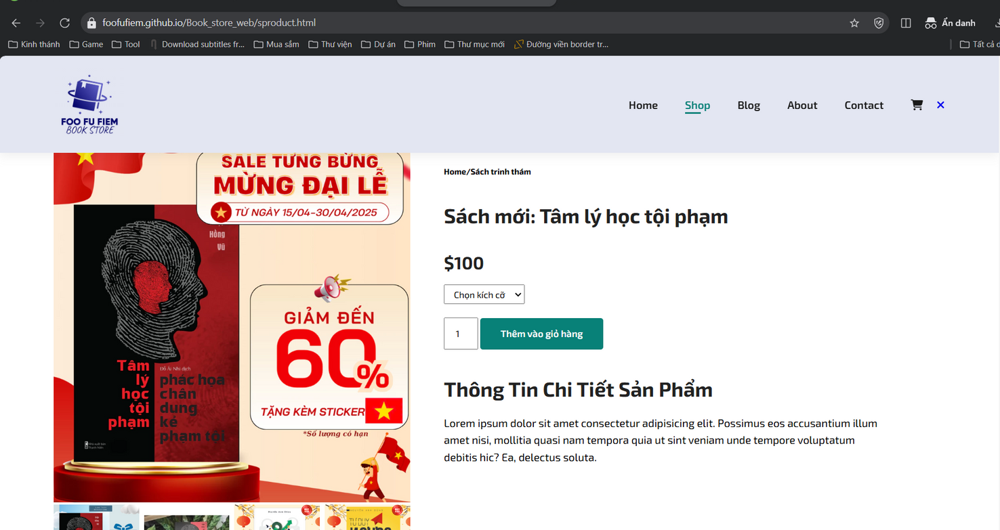 foofufiem.github.io/Book_store_web/sproduct.html
Ẩn danh
Kinh thánh Game Tool Download subtitles fr... Mua sắm Thư viện Dự án Phim Thư mục mới Đường viền border tr...
Tất cả d
FOO FU FIEM
BOOK STORE
Home Shop Blog About Contact
SALE TƯNG BỪNG
MỪNG ĐẠI LỄ
TỪ NGÀY 15/04-30/04/2025
Hồng
Vũ
GIẢM ĐẾN
60%
TẶNG KÈM STICKER
*Số lượng có hạn
Đỗ Ái Nhi dịch
Tâm
lý
học
tội
phạm
phác họa
chân
dung
kẻ
phạm tội
Home/Sách trinh thám
Sách mới: Tâm lý học tội phạm
$100
Chọn kích cỡ
1
Thêm vào giỏ hàng
Thông Tin Chi Tiết Sản Phẩm
Lorem ipsum dolor sit amet consectetur adipisicing elit. Possimus eos accusantium illum
amet nisi, mollitia quasi nam tempora quia ut sint veniam unde tempore voluptatum
debitis hic? Ea, delectus soluta.
TƯ DUY